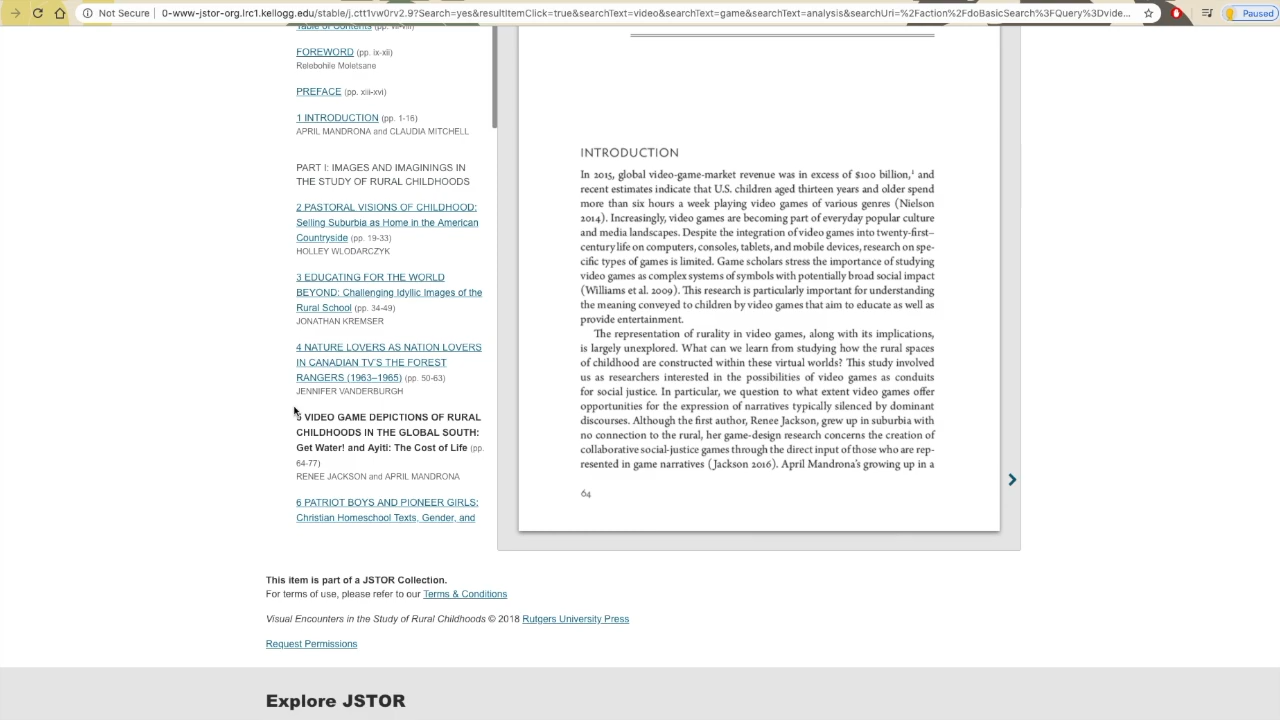 Not Secure
0-www-jstor-org.lrc1.kellogg.edu/stable/j.ctt1vw0rv2.9?Search=yes&resultItemClick=true&searchText=video&searchText=game&searchText=analysis&searchUri=%2Faction%2FdoBasicSearch%3FQuery%3Dvide...
Paused
Table of Contents (pp. vii-viii)
FOREWORD (pp. ix-xii)
Relebohile Moletsane
PREFACE (pp. xiii-xvi)
1 INTRODUCTION (pp. 1-16)
APRIL MANDRONA and CLAUDIA MITCHELL
PART I: IMAGES AND IMAGININGS IN
THE STUDY OF RURAL CHILDHOODS
2 PASTORAL VISIONS OF CHILDHOOD:
Selling Suburbia as Home in the American
Countryside (pp. 19-33)
HOLLEY WLODARCZYK
3 EDUCATING FOR THE WORLD
BEYOND: Challenging Idyllic Images of the
Rural School (pp. 34-49)
JONATHAN KREMSER
4 NATURE LOVERS AS NATION LOVERS
IN CANADIAN TV'S THE FOREST
RANGERS (1963–1965) (pp. 50-63)
JENNIFER VANDERBURGH
5 VIDEO GAME DEPICTIONS OF RURAL
CHILDHOODS IN THE GLOBAL SOUTH:
Get Water! and Ayiti: The Cost of Life (pp.
64-77)
RENEE JACKSON and APRIL MANDRONA
6 PATRIOT BOYS AND PIONEER GIRLS:
Christian Homeschool Texts, Gender, and
INTRODUCTION
In 2015, global video-game-market revenue was in excess of $100 billion,¹ and
recent estimates indicate that U.S. children aged thirteen years and older spend
more than six hours a week playing video games of various genres (Nielson
2014). Increasingly, video games are becoming part of everyday popular culture
and media landscapes. Despite the integration of video games into twenty-first–
century life on computers, consoles, tablets, and mobile devices, research on spe-
cific types of games is limited. Game scholars stress the importance of studying
video games as complex systems of symbols with potentially broad social impact
(Williams et al. 2009). This research is particularly important for understanding
the meaning conveyed to children by video games that aim to educate as well as
provide entertainment.
The representation of rurality in video games, along with its implications,
is largely unexplored. What can we learn from studying how the rural spaces
of childhood are constructed within these virtual worlds? This study involved
us as researchers interested in the possibilities of video games as conduits
for social justice. In particular, we question to what extent video games offer
opportunities for the expression of narratives typically silenced by dominant
discourses. Although the first author, Renee Jackson, grew up in suburbia with
no connection to the rural, her game-design research concerns the creation of
collaborative social-justice games through the direct input of those who are rep-
resented in game narratives (Jackson 2016). April Mandrona's growing up in a
64
This item is part of a JSTOR Collection.
For terms of use, please refer to our Terms & Conditions
Visual Encounters in the Study of Rural Childhoods © 2018 Rutgers University Press
Request Permissions
Explore JSTOR